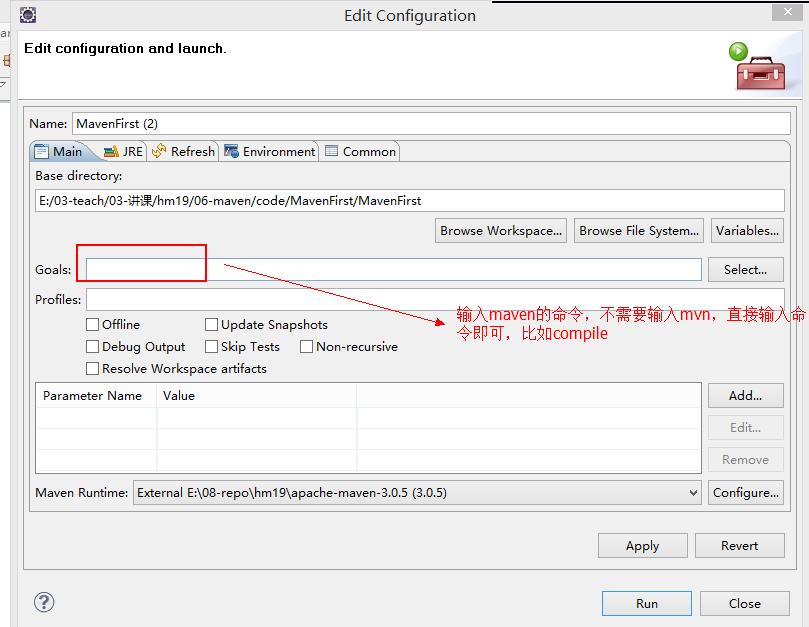 Edit Configuration
Edit configuration and launch.
Name: MavenFirst (2)
Main JRE Refresh Environment Common
Base directory:
E:/03-teach/03-讲课/hm19/06-maven/code/MavenFirst/MavenFirst
Browse Workspace... Browse File System... Variables...
Goals: Select...
Profiles:
输入maven的命令，不需要输入mvn，直接输入命
令即可，比如compile
Offline Update Snapshots
Debug Output Skip Tests Non-recursive
Resolve Workspace artifacts
Parameter Name Value Add...
Edit...
Remove
Maven Runtime: External E:\08-repo\hm19\apache-maven-3.0.5 (3.0.5) Configure...
Apply Revert
Run Close